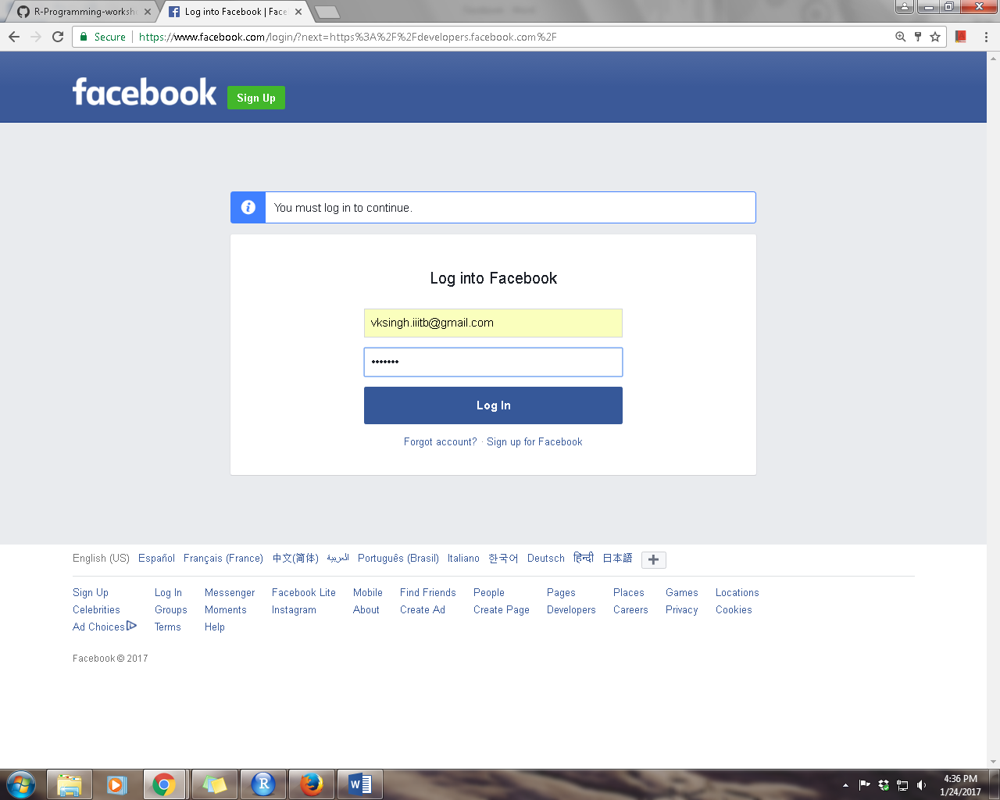 R-Programming-worksh
Log into Facebook | Face
Secure https://www.facebook.com/login/?next=https%3A%2F%2Fdevelopers.facebook.com%2F
facebook
Sign Up
You must log in to continue.
Log into Facebook
vksingh.iiitb@gmail.com
•••••••
Log In
Forgot account? · Sign up for Facebook
English (US) Español Français (France) 中文(简体) العربية Português (Brasil) Italiano 한국어 Deutsch हिन्दी 日本語
Sign Up Log In Messenger Facebook Lite Mobile Find Friends People Pages Places Games Locations
Celebrities Groups Moments Instagram About Create Ad Create Page Developers Careers Privacy Cookies
Ad Choices Terms Help
Facebook © 2017
4:36 PM
1/24/2017